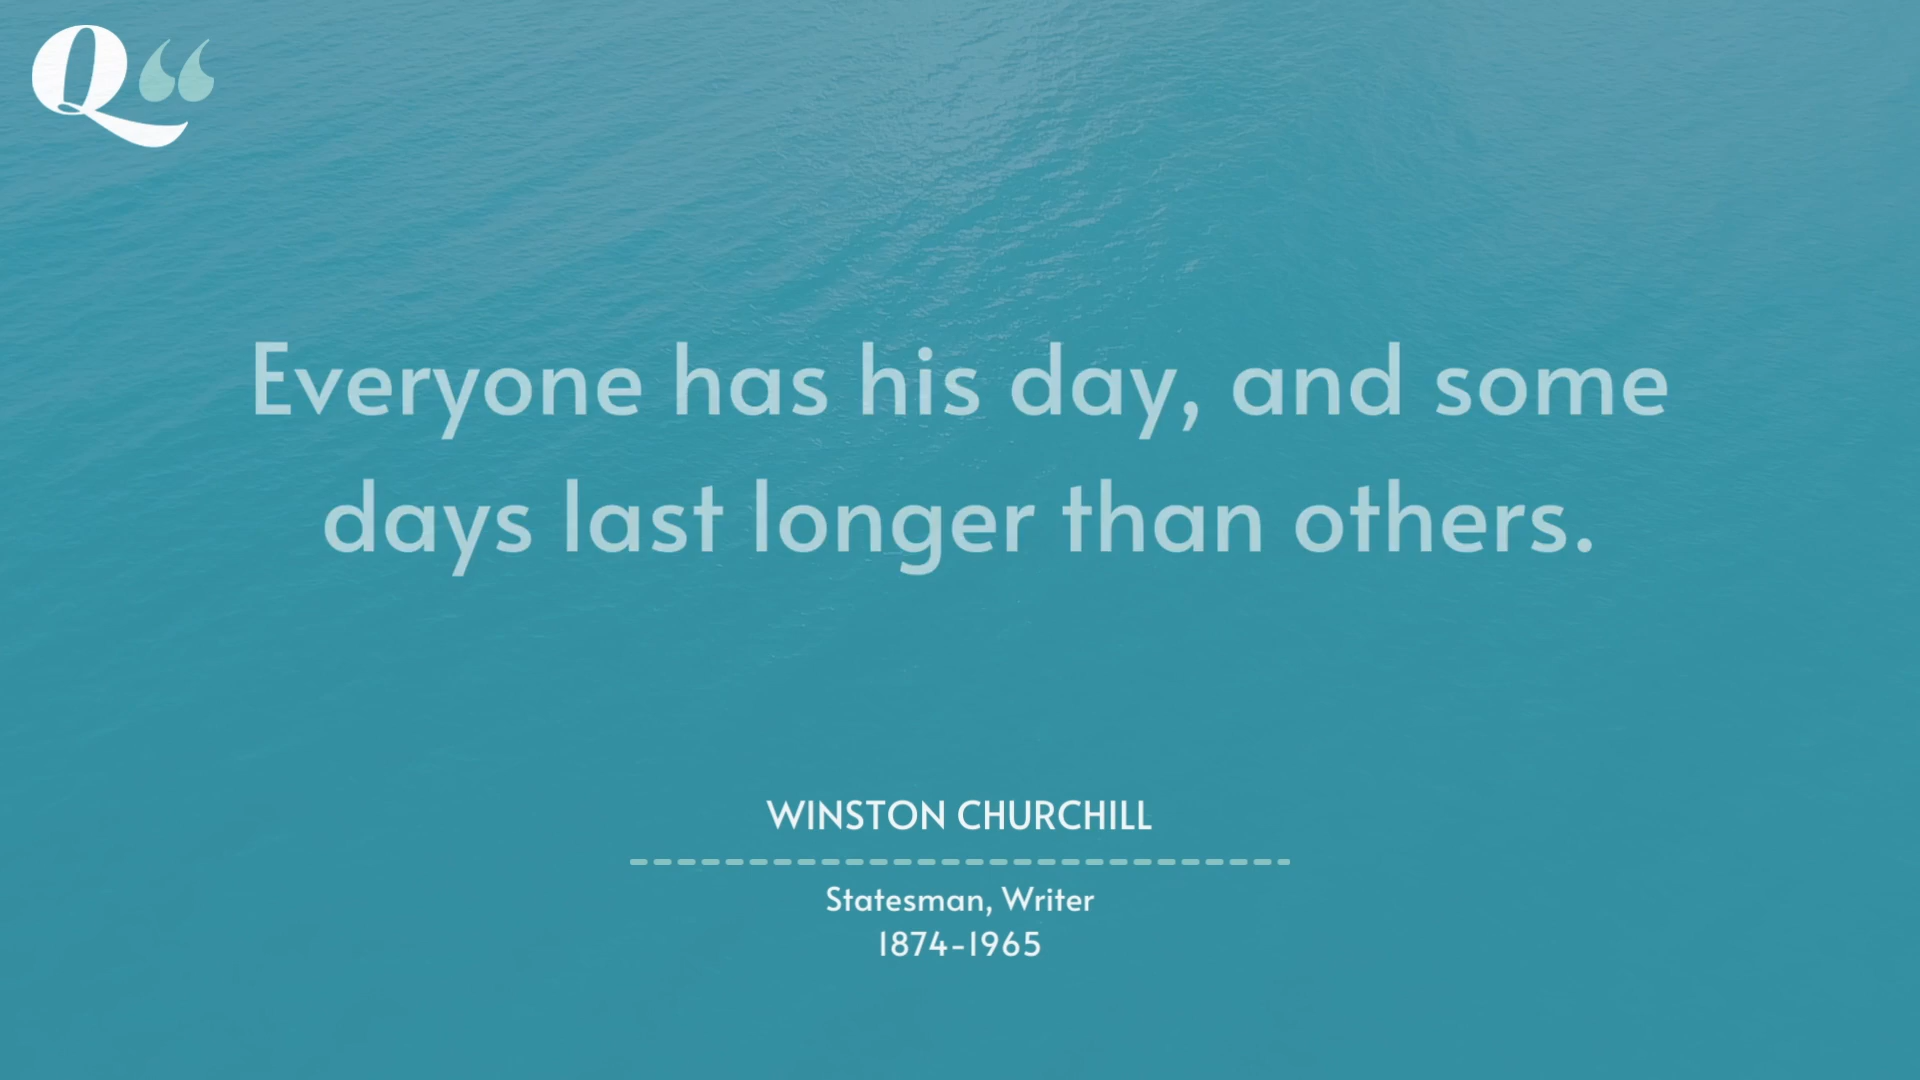 Q“
Everyone has his day, and some
days last longer than others.
WINSTON CHURCHILL
Statesman, Writer
1874-1965